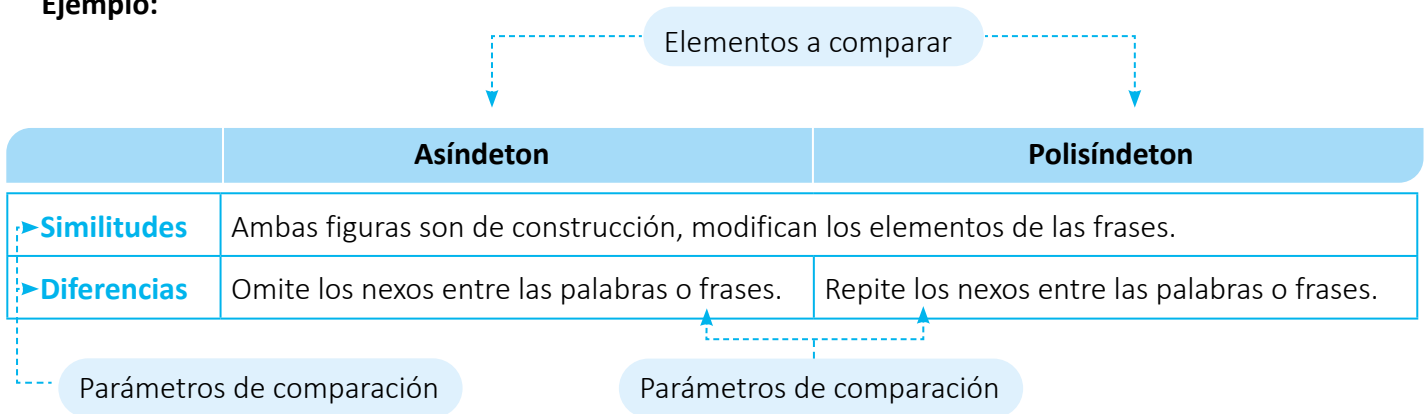 Ejemplo:
Elementos a comparar
Asíndeton Polisíndeton
Similitudes Ambas figuras son de construcción, modifican los elementos de las frases.
Diferencias Omite los nexos entre las palabras o frases. Repite los nexos entre las palabras o frases.
Parámetros de comparación Parámetros de comparación